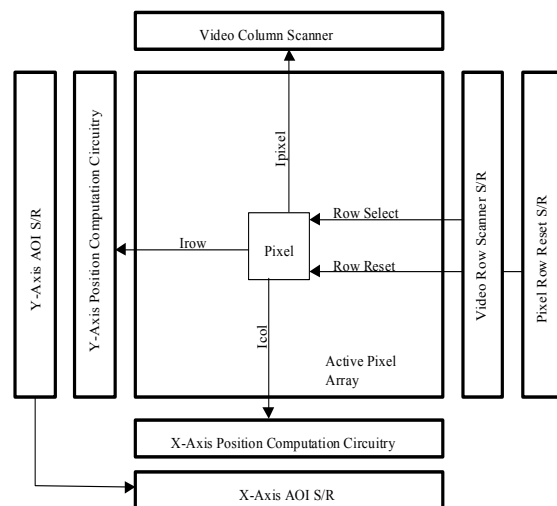 Video Column Scanner
Y-Axis AOI S/R
Y-Axis Position Computation Circuitry
Ipixel
Row Select
Irow
Pixel
Row Reset
Icol
Video Row Scanner S/R
Pixel Row Reset S/R
Active Pixel
Array
X-Axis Position Computation Circuitry
X-Axis AOI S/R